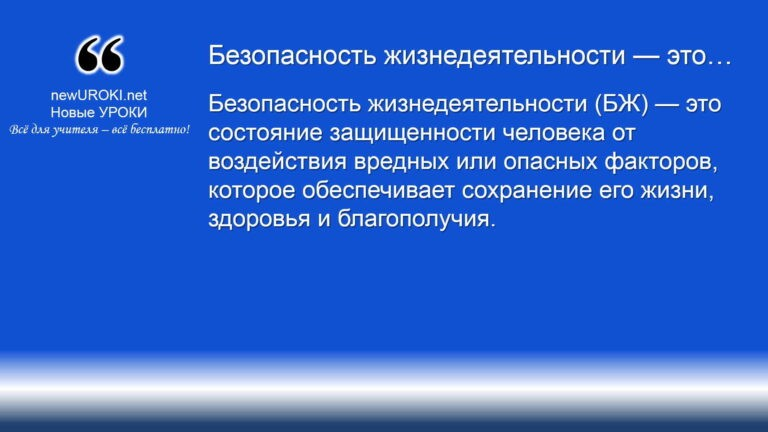 newUROKI.net
Новые УРОКИ
Всё для учителя – всё бесплатно!
Безопасность жизнедеятельности — это…
Безопасность жизнедеятельности (БЖ) — это
состояние защищенности человека от
воздействия вредных или опасных факторов,
которое обеспечивает сохранение его жизни,
здоровья и благополучия.